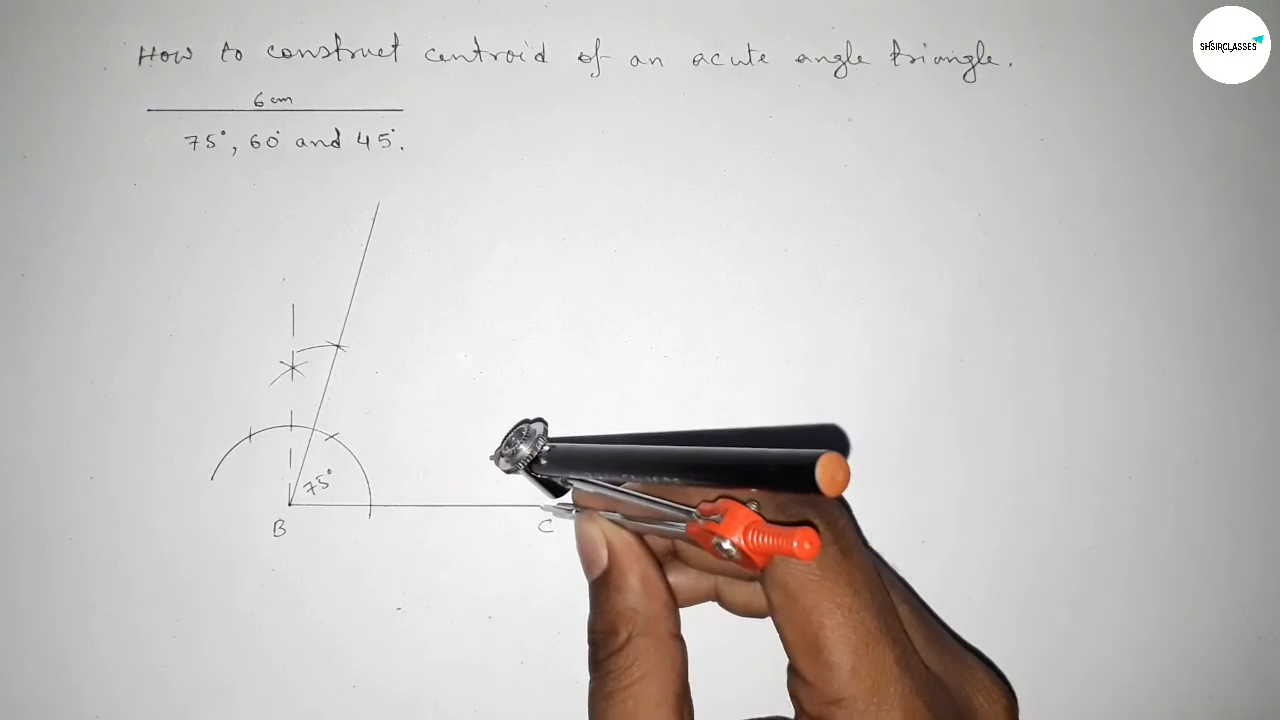 How to construct centroid of an acute angle triangle.
6 cm
75°, 60° and 45°.
75°
B
C
SHSIRCLASSES